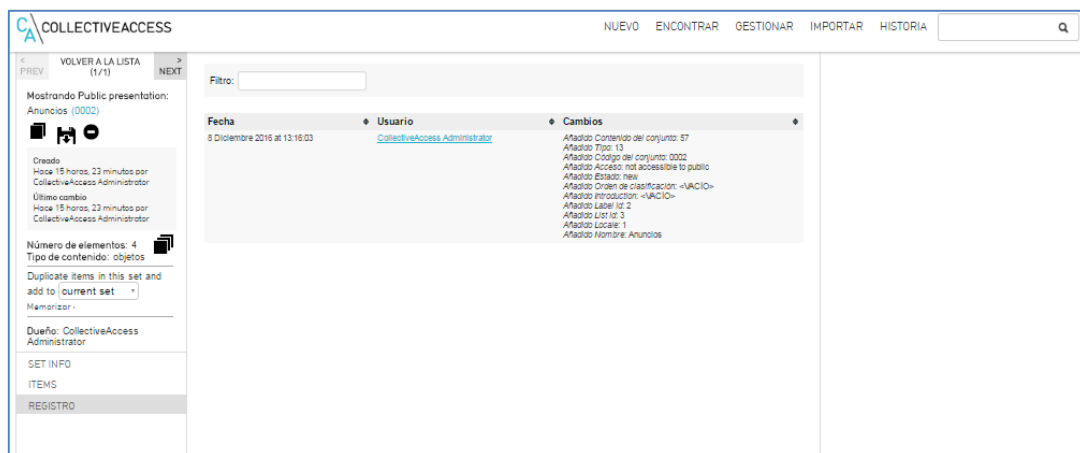 CA COLLECTIVEACCESS
NUEVO ENCONTRAR GESTIONAR IMPORTAR HISTORIA
< PREV
VOLVER A LA LISTA (1/1)
> NEXT
Mostrando Public presentation:
Anuncios (0002)
Creado
Hace 15 horas, 23 minutos por
CollectiveAccess Administrator
Último cambio
Hace 15 horas, 23 minutos por
CollectiveAccess Administrator
Número de elementos: 4
Tipo de contenido: objetos
Duplicate items in this set and
add to current set
Memorizar ›
Dueño: CollectiveAccess
Administrator
SET INFO
ITEMS
REGISTRO
Filtro:
Fecha Usuario Cambios
8 Diciembre 2016 at 13:16:03 CollectiveAccess Administrator Añadido Contenido del conjunto: 57
Añadido Tipo: 13
Añadido Código del conjunto: 0002
Añadido Acceso: not accessible to public
Añadido Estado: new
Añadido Orden de clasificación: <VACÍO>
Añadido Introduction: <VACÍO>
Añadido Label Id: 2
Añadido List Id: 3
Añadido Locale: 1
Añadido Nombre: Anuncios